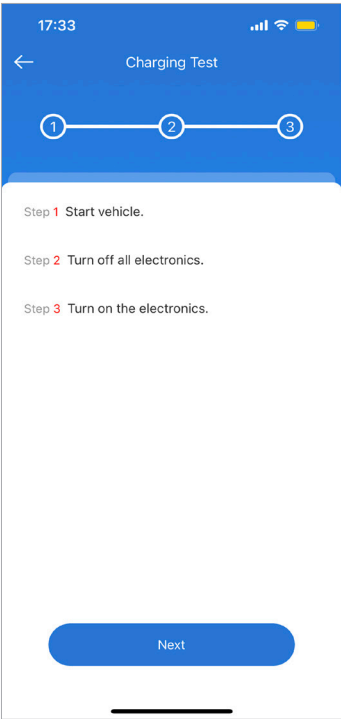 17:33
Charging Test
1 2 3
Step 1 Start vehicle.
Step 2 Turn off all electronics.
Step 3 Turn on the electronics.
Next